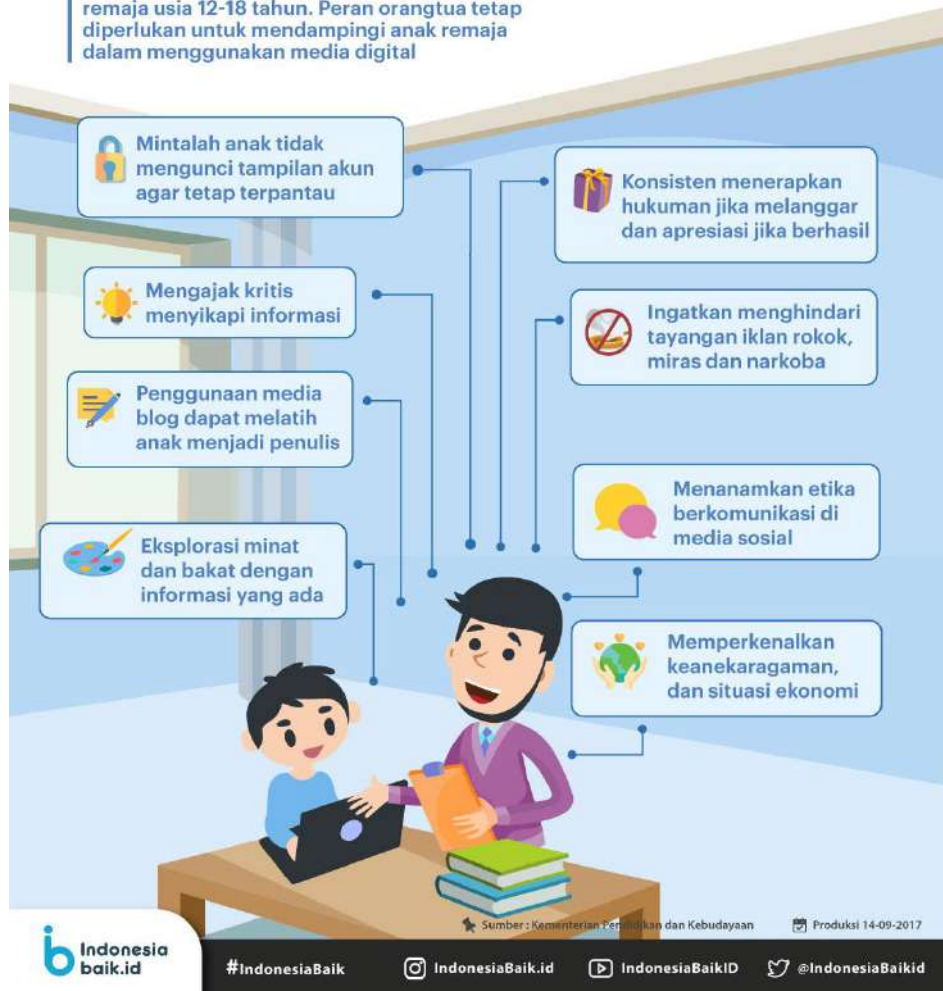 remaja usia 12-18 tahun. Peran orangtua tetap
diperlukan untuk mendampingi anak remaja
dalam menggunakan media digital
Mintalah anak tidak
mengunci tampilan akun
agar tetap terpantau
Konsisten menerapkan
hukuman jika melanggar
dan apresiasi jika berhasil
Mengajak kritis
menyikapi informasi
Ingatkan menghindari
tayangan iklan rokok,
miras dan narkoba
Penggunaan media
blog dapat melatih
anak menjadi penulis
Menanamkan etika
berkomunikasi di
media sosial
Eksplorasi minat
dan bakat dengan
informasi yang ada
Memperkenalkan
keanekaragaman,
dan situasi ekonomi
Sumber : Kementerian Pendidikan dan Kebudayaan
Produksi 14-09-2017
Indonesia
baik.id
#IndonesiaBaik
IndonesiaBaik.id
IndonesiaBaikID
@IndonesiaBaikid